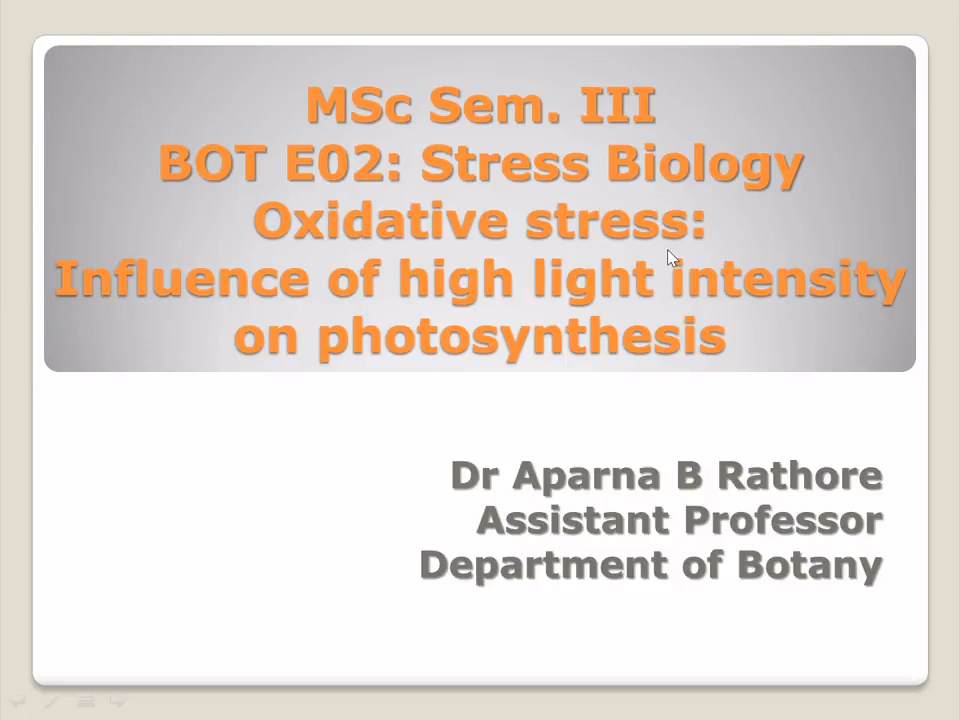 MSc Sem. III
BOT E02: Stress Biology
Oxidative stress:
Influence of high light intensity
on photosynthesis
Dr Aparna B Rathore
Assistant Professor
Department of Botany